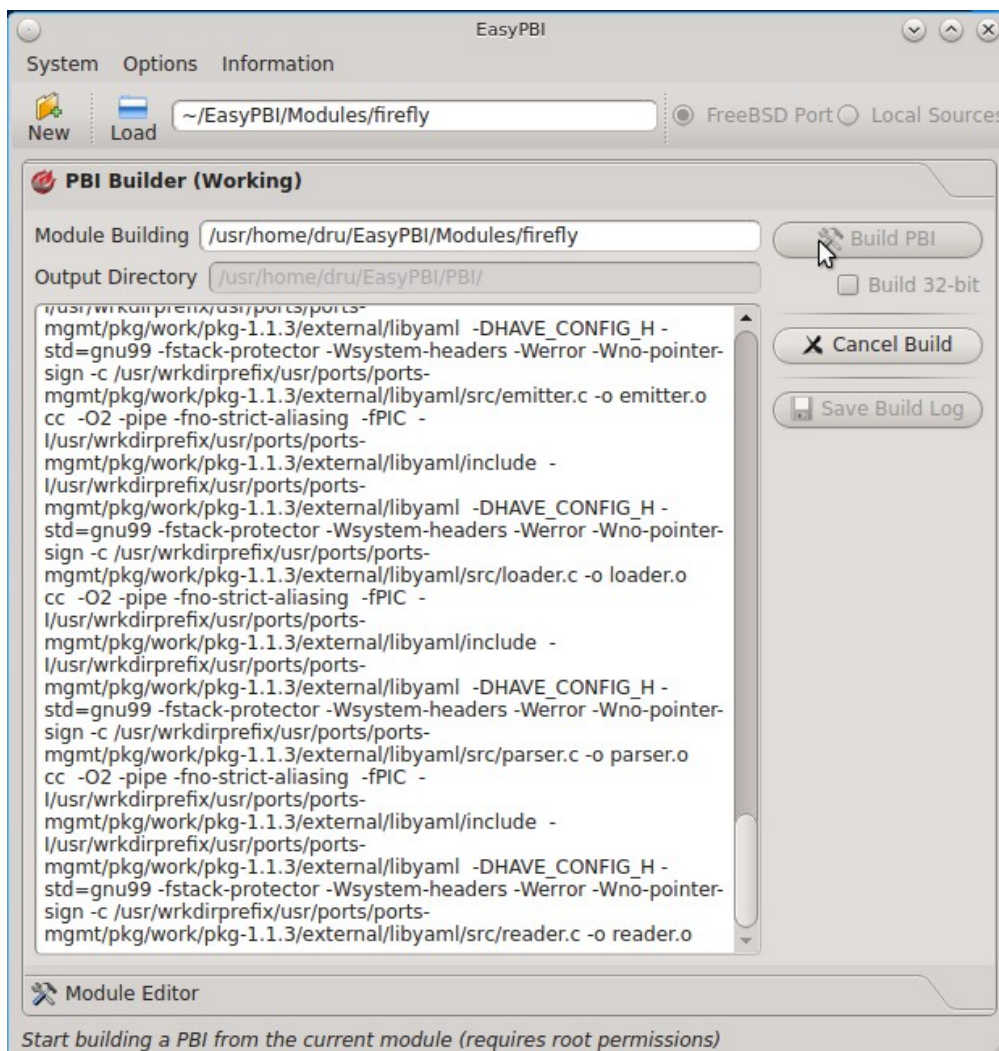 EasyPBI
System Options Information
New
Load
~/EasyPBI/Modules/firefly
FreeBSD Port
Local Sources
PBI Builder (Working)
Module Building /usr/home/dru/EasyPBI/Modules/firefly
Build PBI
Output Directory /usr/home/dru/EasyPBI/PBI/
Build 32-bit
Cancel Build
Save Build Log
I/usr/wrkdirprefix/usr/ports/ports-
mgmt/pkg/work/pkg-1.1.3/external/libyaml -DHAVE_CONFIG_H -
std=gnu99 -fstack-protector -Wsystem-headers -Werror -Wno-pointer-
sign -c /usr/wrkdirprefix/usr/ports/ports-
mgmt/pkg/work/pkg-1.1.3/external/libyaml/src/emitter.c -o emitter.o
cc -O2 -pipe -fno-strict-aliasing -fPIC -
I/usr/wrkdirprefix/usr/ports/ports-
mgmt/pkg/work/pkg-1.1.3/external/libyaml/include -
I/usr/wrkdirprefix/usr/ports/ports-
mgmt/pkg/work/pkg-1.1.3/external/libyaml -DHAVE_CONFIG_H -
std=gnu99 -fstack-protector -Wsystem-headers -Werror -Wno-pointer-
sign -c /usr/wrkdirprefix/usr/ports/ports-
mgmt/pkg/work/pkg-1.1.3/external/libyaml/src/loader.c -o loader.o
cc -O2 -pipe -fno-strict-aliasing -fPIC -
I/usr/wrkdirprefix/usr/ports/ports-
mgmt/pkg/work/pkg-1.1.3/external/libyaml/include -
I/usr/wrkdirprefix/usr/ports/ports-
mgmt/pkg/work/pkg-1.1.3/external/libyaml -DHAVE_CONFIG_H -
std=gnu99 -fstack-protector -Wsystem-headers -Werror -Wno-pointer-
sign -c /usr/wrkdirprefix/usr/ports/ports-
mgmt/pkg/work/pkg-1.1.3/external/libyaml/src/parser.c -o parser.o
cc -O2 -pipe -fno-strict-aliasing -fPIC -
I/usr/wrkdirprefix/usr/ports/ports-
mgmt/pkg/work/pkg-1.1.3/external/libyaml/include -
I/usr/wrkdirprefix/usr/ports/ports-
mgmt/pkg/work/pkg-1.1.3/external/libyaml -DHAVE_CONFIG_H -
std=gnu99 -fstack-protector -Wsystem-headers -Werror -Wno-pointer-
sign -c /usr/wrkdirprefix/usr/ports/ports-
mgmt/pkg/work/pkg-1.1.3/external/libyaml/src/reader.c -o reader.o
Module Editor
Start building a PBI from the current module (requires root permissions)